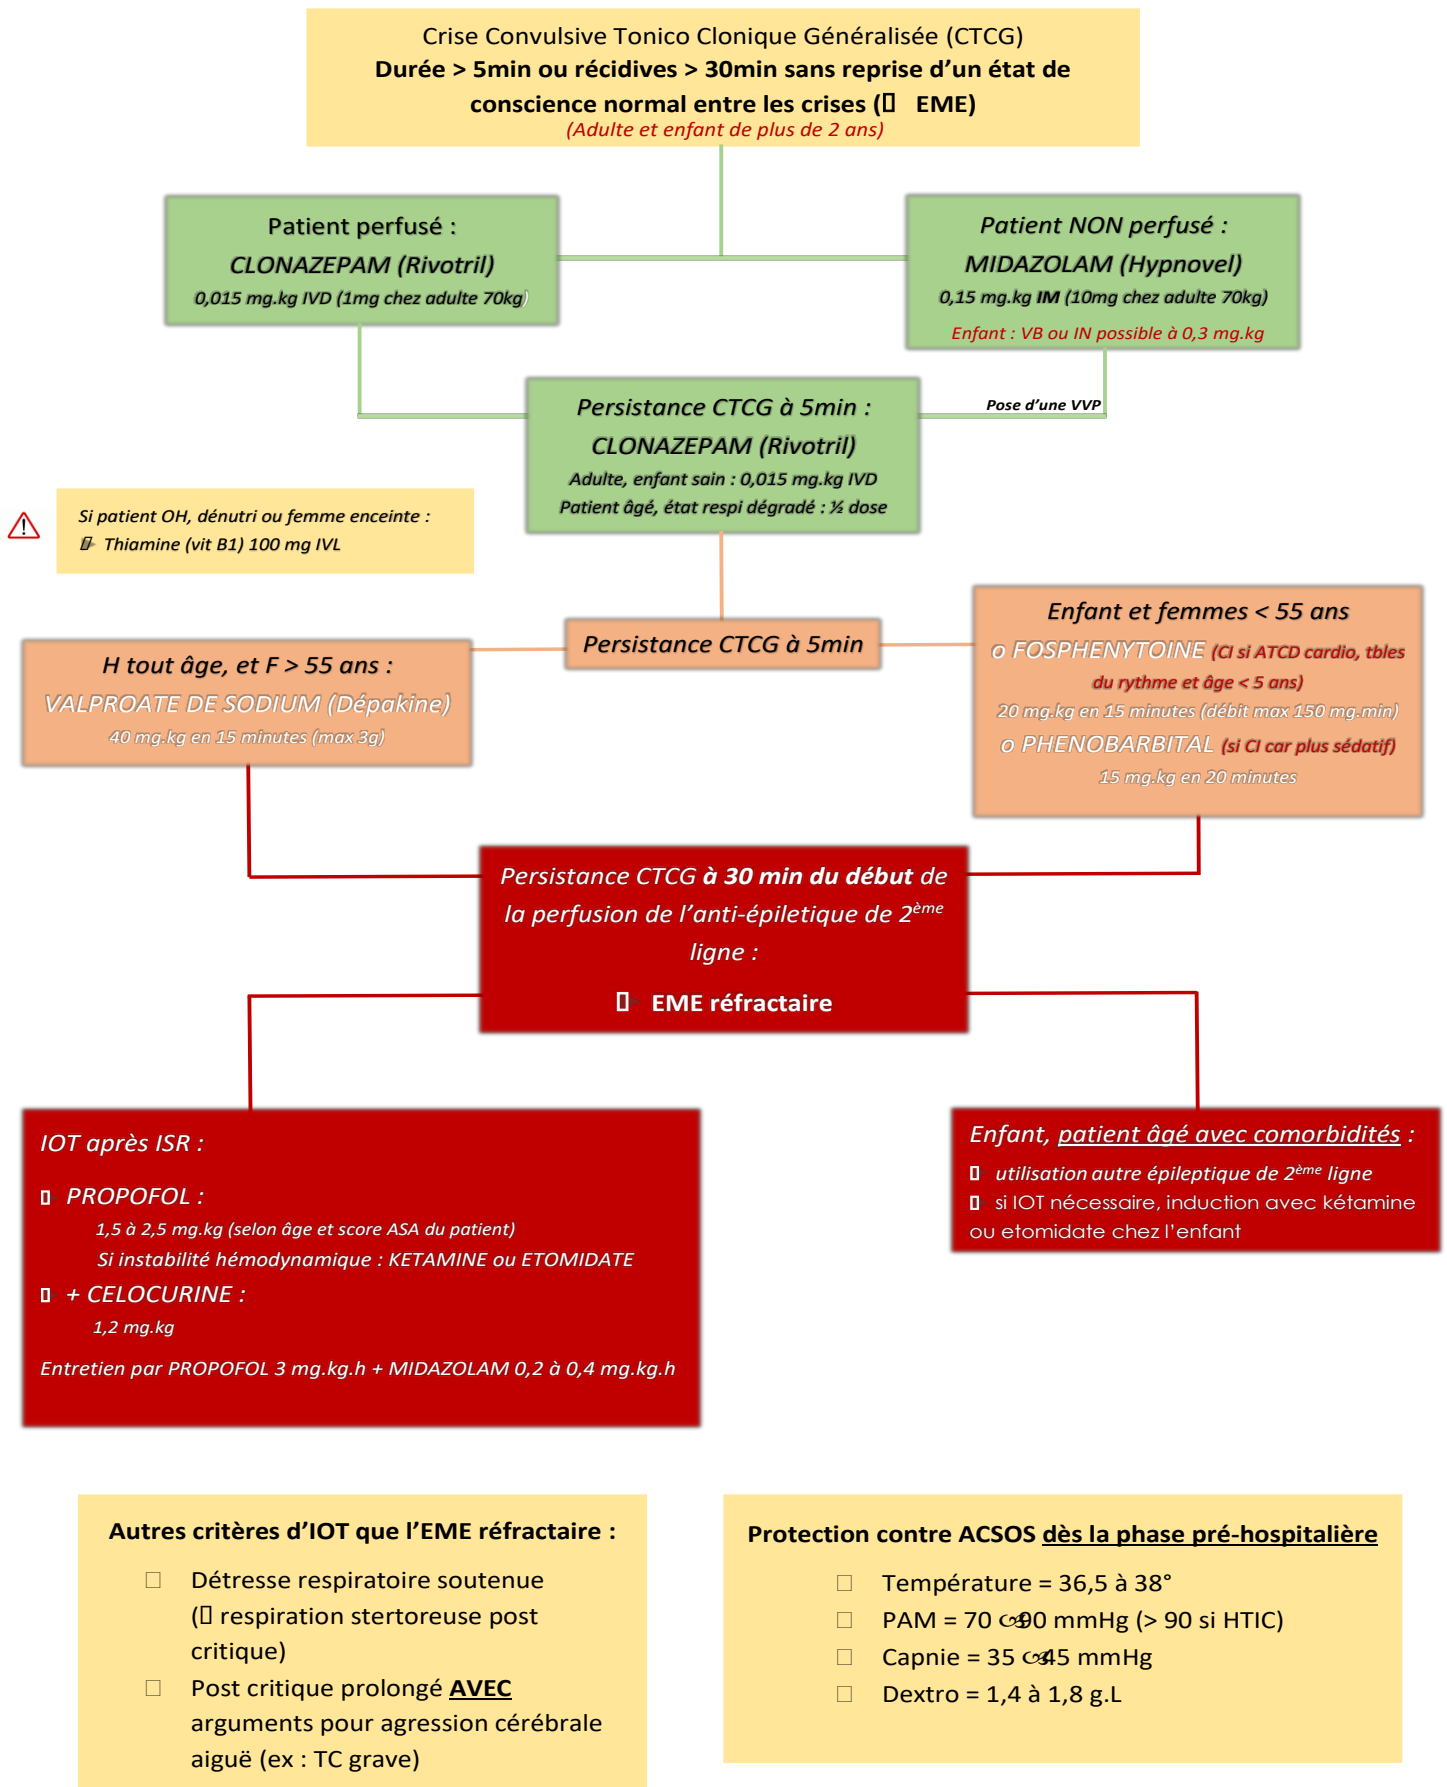 Crise Convulsive Tonico Clonique Généralisée (CTCG)
Durée > 5min ou récidives > 30min sans reprise d’un état de
conscience normal entre les crises (▯ EME)
(Adulte et enfant de plus de 2 ans)
Patient perfusé :
CLONAZEPAM (Rivotril)
0,015 mg.kg IVD (1mg chez adulte 70kg)
Patient NON perfusé :
MIDAZOLAM (Hypnovel)
0,15 mg.kg IM (10mg chez adulte 70kg)
Enfant : VB ou IN possible à 0,3 mg.kg
Persistance CTCG à 5min :
CLONAZEPAM (Rivotril)
Adulte, enfant sain : 0,015 mg.kg IVD
Patient âgé, état respi dégradé : ½ dose
Pose d’une VVP
Si patient OH, dénutri ou femme enceinte :
▯ Thiamine (vit B1) 100 mg IVL
Persistance CTCG à 5min
H tout âge, et F > 55 ans :
VALPROATE DE SODIUM (Dépakine)
40 mg.kg en 15 minutes (max 3g)
Enfant et femmes < 55 ans
o FOSPHENYTOINE (CI si ATCD cardio, tbles
du rythme et âge < 5 ans)
20 mg.kg en 15 minutes (débit max 150 mg.min)
o PHENOBARBITAL (si CI car plus sédatif)
15 mg.kg en 20 minutes
Persistance CTCG à 30 min du début de
la perfusion de l’anti-épiletique de 2ème
ligne :
▯ EME réfractaire
IOT après ISR :
▯ PROPOFOL :
1,5 à 2,5 mg.kg (selon âge et score ASA du patient)
Si instabilité hémodynamique : KETAMINE ou ETOMIDATE
▯ + CELOCURINE :
1,2 mg.kg
Entretien par PROPOFOL 3 mg.kg.h + MIDAZOLAM 0,2 à 0,4 mg.kg.h
Enfant, patient âgé avec comorbidités :
▯ utilisation autre épileptique de 2ème ligne
▯ si IOT nécessaire, induction avec kétamine
ou etomidate chez l’enfant
Autres critères d’IOT que l’EME réfractaire :
□ Détresse respiratoire soutenue
(▯ respiration stertoreuse post
critique)
□ Post critique prolongé AVEC
arguments pour agression cérébrale
aiguë (ex : TC grave)
Protection contre ACSOS dès la phase pré-hospitalière
□ Température = 36,5 à 38°
□ PAM = 70 90 mmHg (> 90 si HTIC)
□ Capnie = 35 45 mmHg
□ Dextro = 1,4 à 1,8 g.L